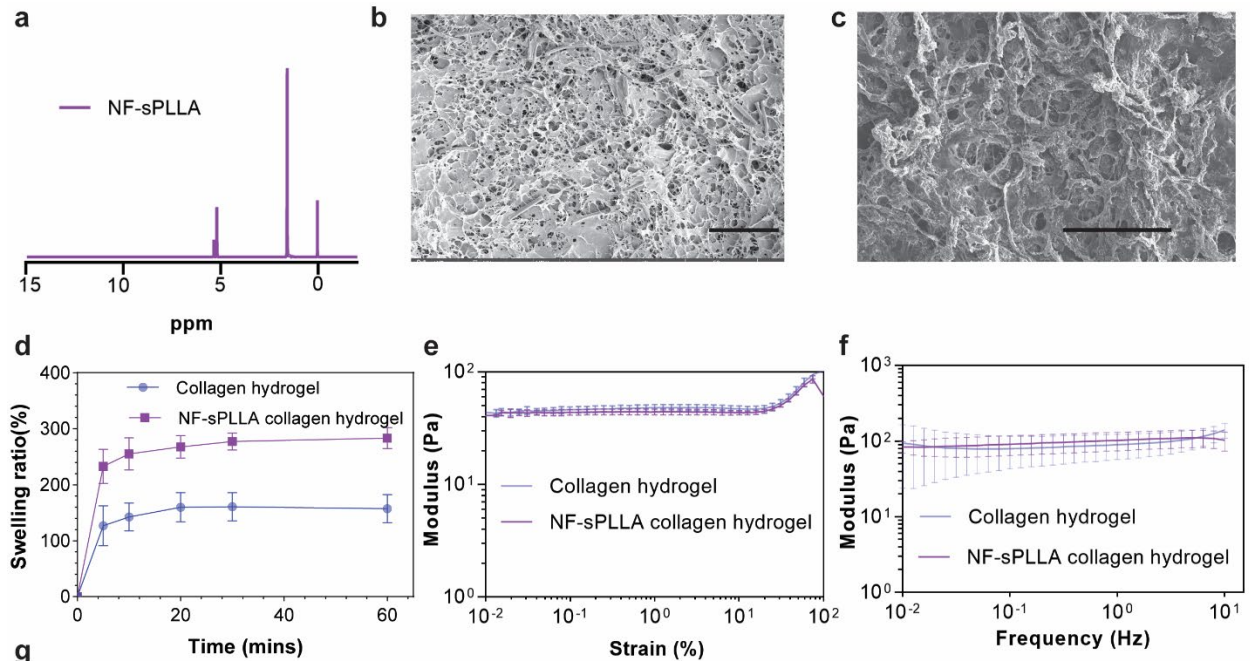 a
NF-sPLLA
15 10 5 0
ppm
b
c
d
400
300
200
100
0
Swelling ratio(%)
Collagen hydrogel
NF-sPLLA collagen hydrogel
0 20 40 60
Time (mins)
e
10²
10¹
10⁰
Modulus (Pa)
Collagen hydrogel
NF-sPLLA collagen hydrogel
10⁻² 10⁻¹ 10⁰ 10¹ 10²
Strain (%)
f
10³
10²
10¹
10⁰
Modulus (Pa)
Collagen hydrogel
NF-sPLLA collagen hydrogel
10⁻² 10⁻¹ 10⁰ 10¹
Frequency (Hz)
g